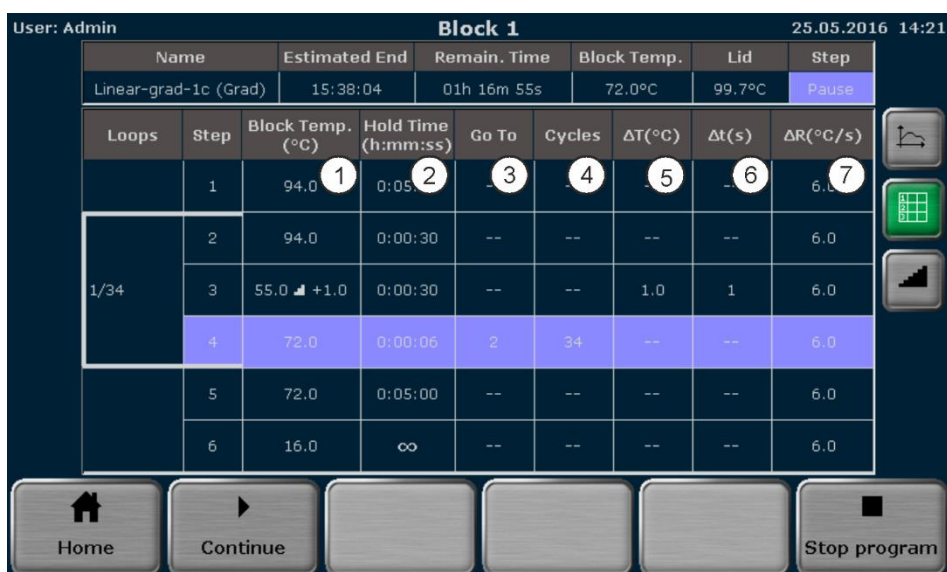 User: Admin Block 1 25.05.2016 14:21
Name Estimated End Remain. Time Block Temp. Lid Step
Linear-grad-1c (Grad) 15:38:04 01h 16m 55s 72.0°C 99.7°C Pause
Loops Step Block Temp. (°C) Hold Time (h:mm:ss) Go To Cycles ΔT(°C) Δt(s) ΔR(°C/s)
1 94.0 1 0:05 2 3 4 5 6 6. 7
2 94.0 0:00:30 -- -- -- -- 6.0
1/34 3 55.0 +1.0 0:00:30 -- -- 1.0 1 6.0
4 72.0 0:00:06 2 34 -- -- 6.0
5 72.0 0:05:00 -- -- -- -- 6.0
6 16.0 ∞ -- -- -- -- 6.0
Home Continue Stop program